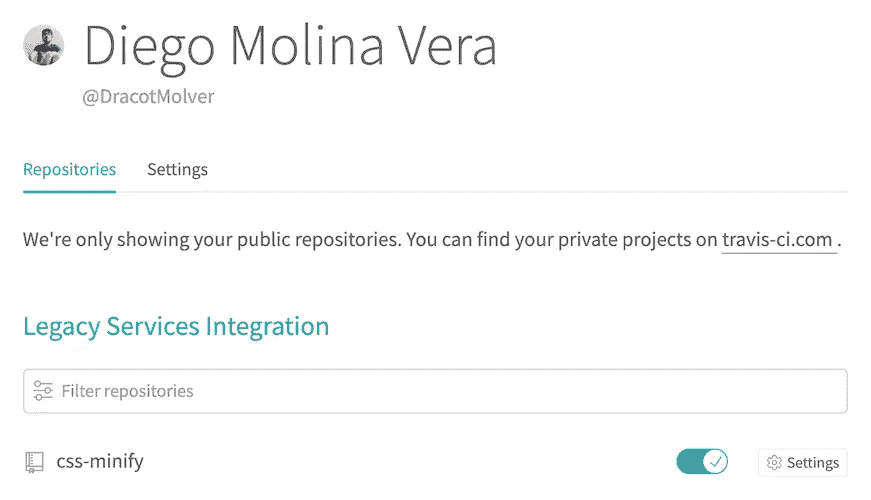 Diego Molina Vera
@DracotMolver
Repositories Settings
We're only showing your public repositories. You can find your private projects on travis-ci.com .
Legacy Services Integration
Filter repositories
css-minify Settings